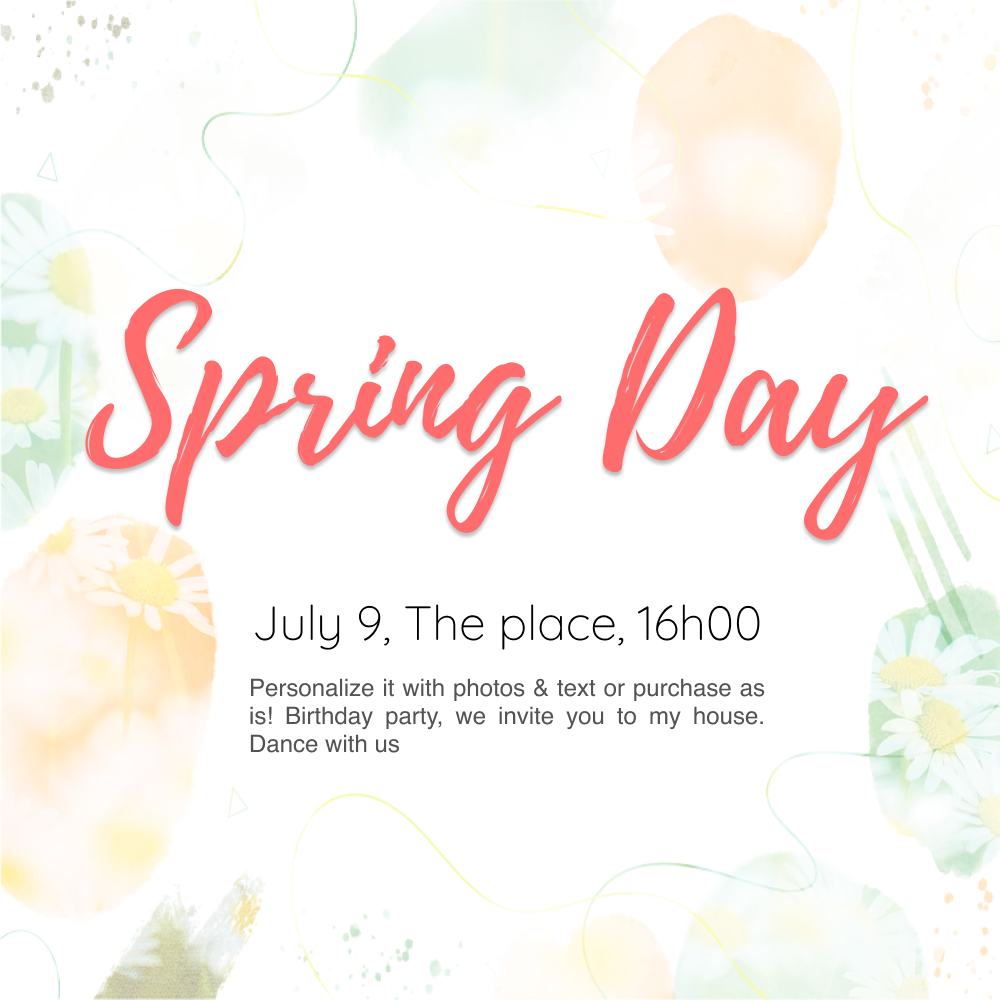 Spring Day
July 9, The place, 16h00
Personalize it with photos & text or purchase as
is! Birthday party, we invite you to my house.
Dance with us